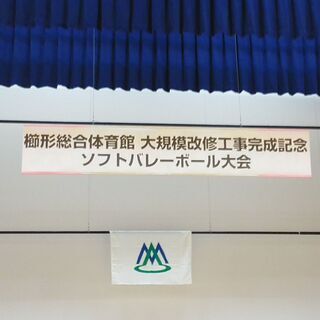 櫛形総合体育館 大規模改修工事完成記念
ソフトバレーボール大会